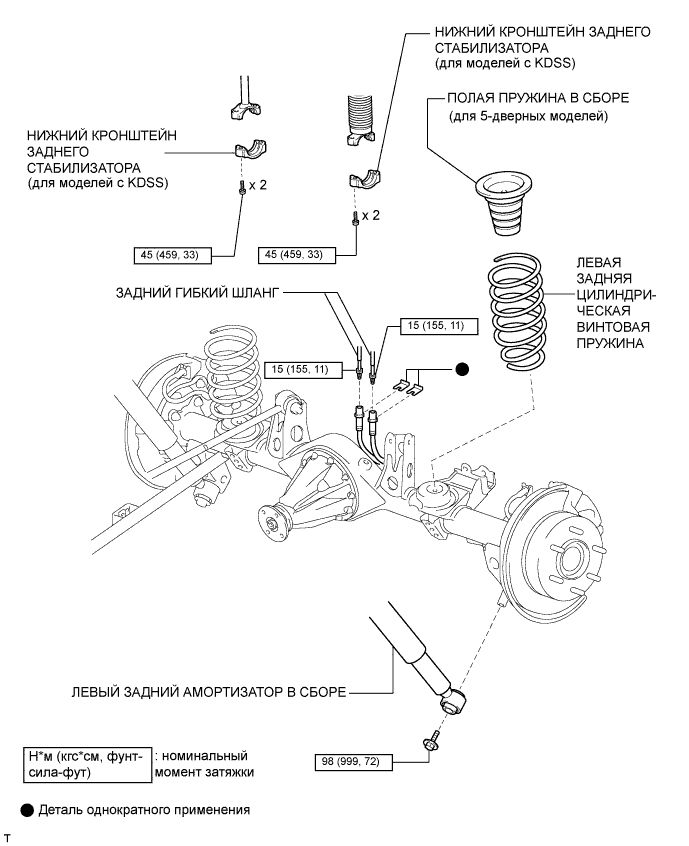 НИЖНИЙ КРОНШТЕЙН ЗАДНЕГО
СТАБИЛИЗАТОРА
(для моделей с KDSS)
ПОЛАЯ ПРУЖИНА В СБОРЕ
(для 5-дверных моделей)
НИЖНИЙ КРОНШТЕЙН
ЗАДНЕГО
СТАБИЛИЗАТОРА
(для моделей с KDSS)
x 2
x 2
45 (459, 33)
45 (459, 33)
ЛЕВАЯ
ЗАДНЯЯ
ЦИЛИНДРИ-
ЧЕСКАЯ
ВИНТОВАЯ
ПРУЖИНА
ЗАДНИЙ ГИБКИЙ ШЛАНГ
15 (155, 11)
15 (155, 11)
ЛЕВЫЙ ЗАДНИЙ АМОРТИЗАТОР В СБОРЕ
98 (999, 72)
Н*м (кгс*см, фунт-
сила-фут)
: номинальный
момент затяжки
Деталь однократного применения
T